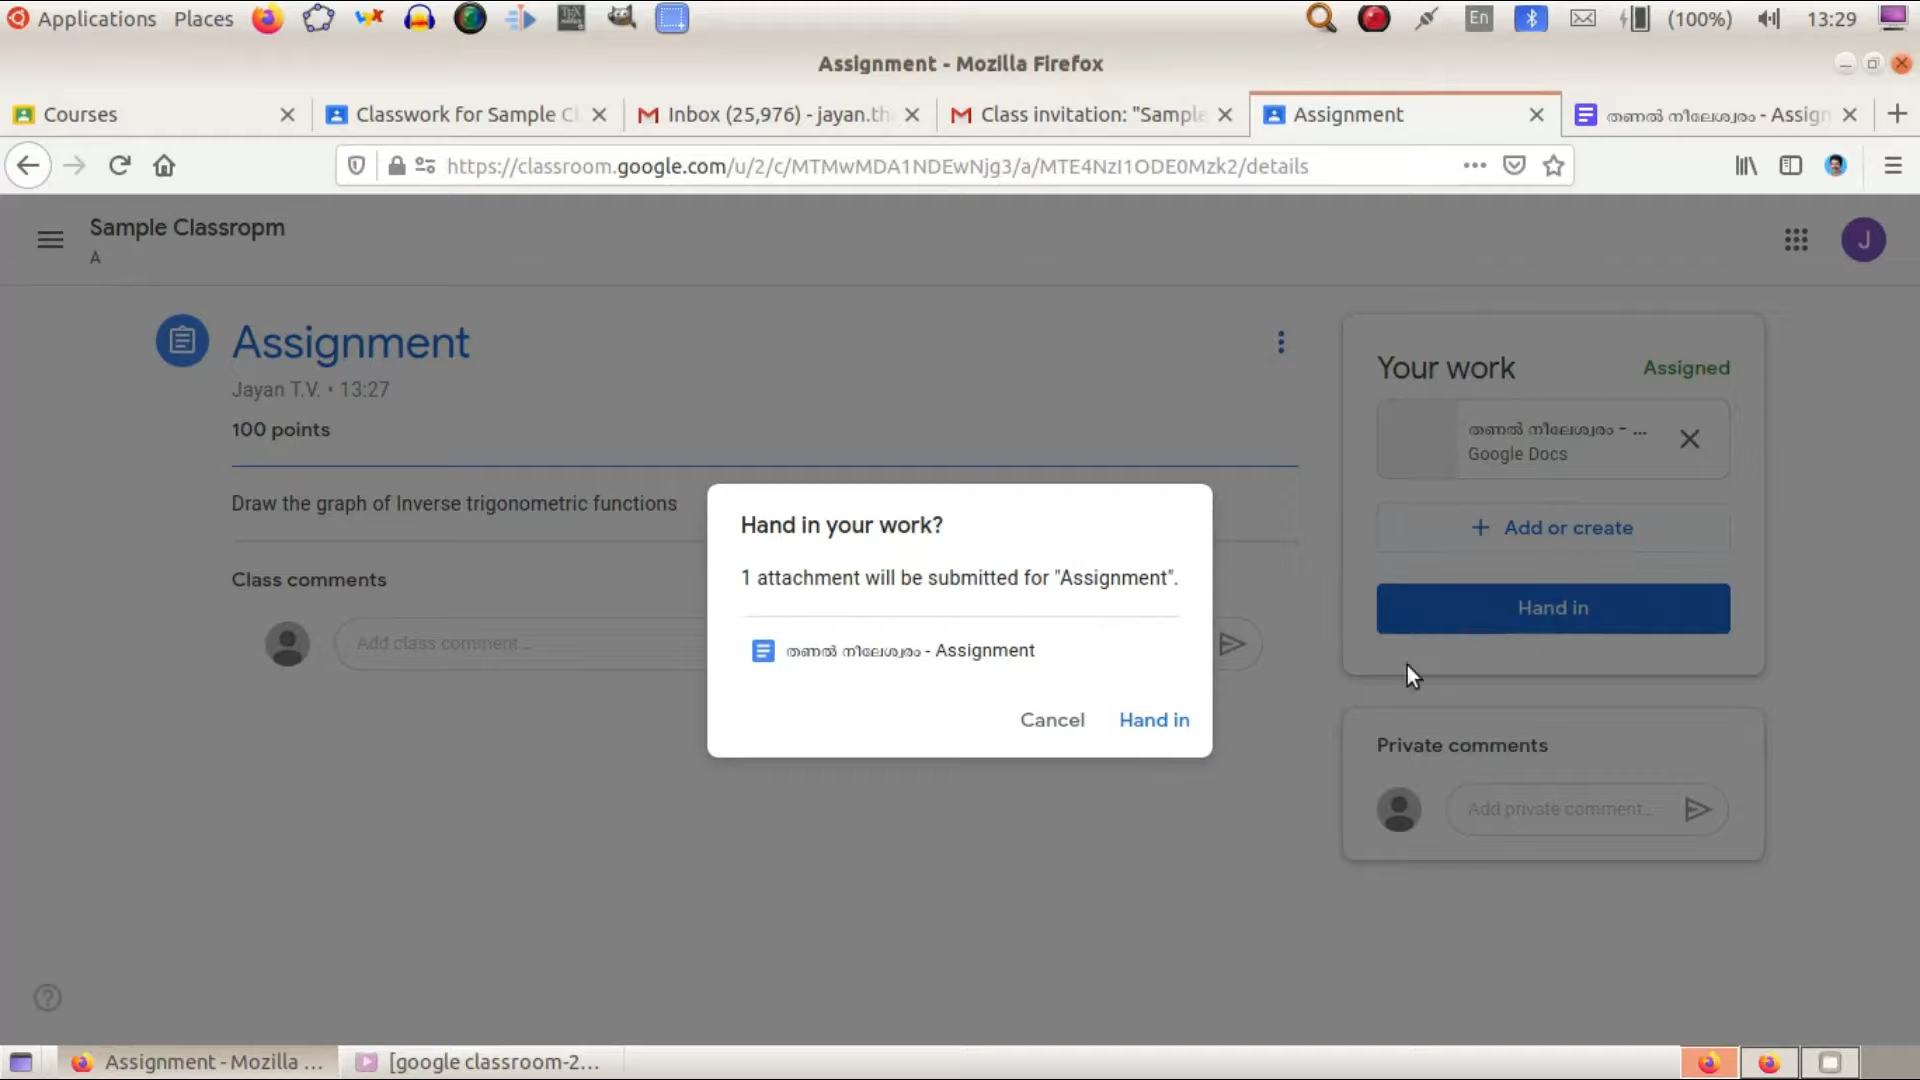 Applications Places En (100%) 13:29
Assignment - Mozilla Firefox
Courses Classwork for Sample Cl Inbox (25,976) - jayan.th Class invitation: "Sample Assignment തണൽ നീലേശ്വരം - Assign
https://classroom.google.com/u/2/c/MTMwMDA1NDEwNjg3/a/MTE4NzI1ODE0Mzk2/details
Sample Classropm
A
J
Assignment
Jayan T.V. • 13:27
100 points
Draw the graph of Inverse trigonometric functions
Class comments
Add class comment...
Your work Assigned
തണൽ നീലേശ്വരം - ...
Google Docs
+ Add or create
Hand in
Private comments
Add private comment...
Hand in your work?
1 attachment will be submitted for "Assignment".
തണൽ നീലേശ്വരം - Assignment
Cancel Hand in
Assignment - Mozilla ... [google classroom-2...